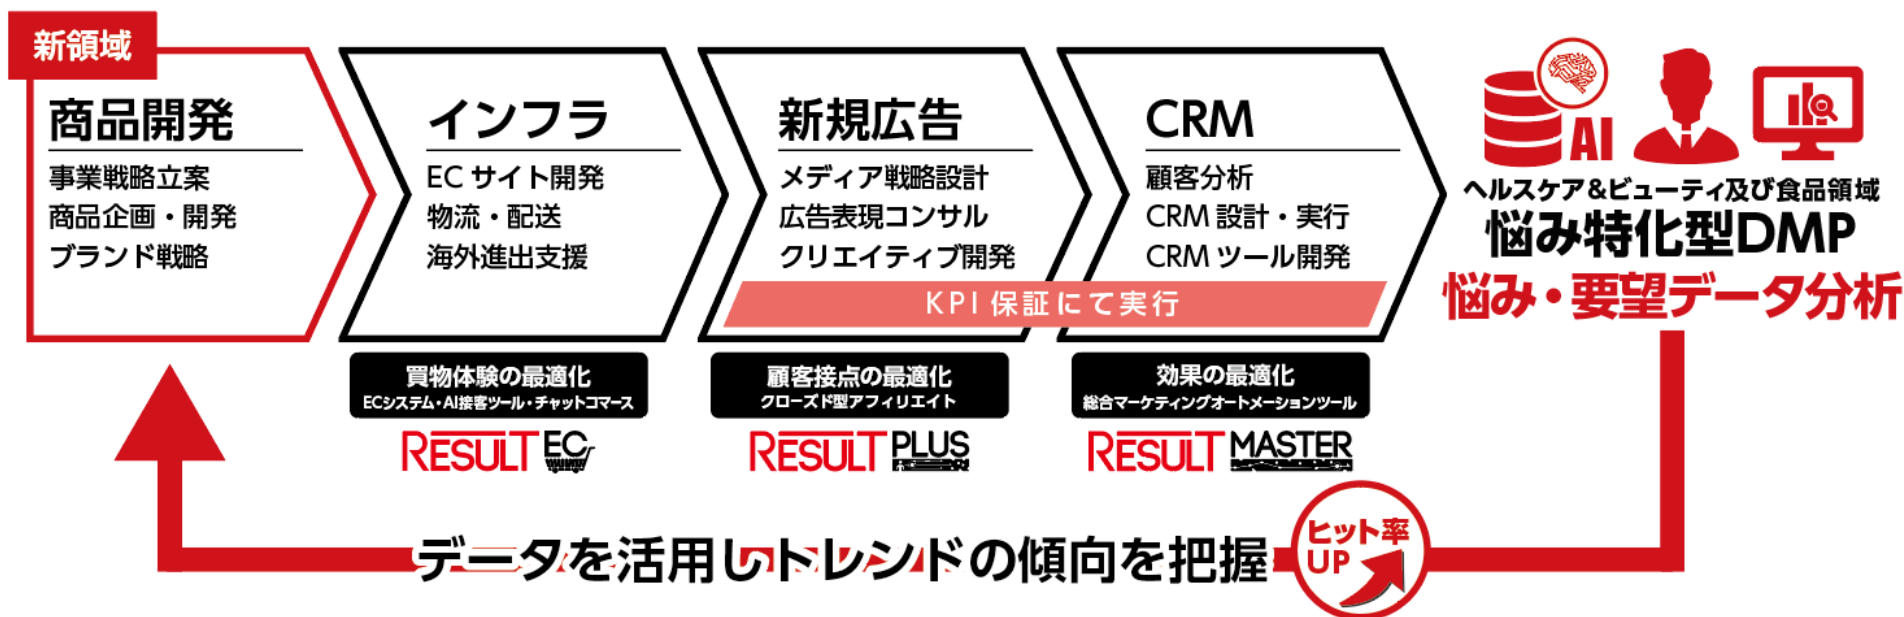 新領域
商品開発
事業戦略立案
商品企画・開発
ブランド戦略
インフラ
EC サイト開発
物流・配送
海外進出支援
新規広告
メディア戦略設計
広告表現コンサル
クリエイティブ開発
CRM
顧客分析
CRM 設計・実行
CRM ツール開発
KPI 保証にて実行
買物体験の最適化
ECシステム・AI接客ツール・チャットコマース
RESULT EC
顧客接点の最適化
クローズド型アフィリエイト
RESULT PLUS
効果の最適化
総合マーケティングオートメーションツール
RESULT MASTER
AI
ヘルスケア&ビューティ及び食品領域
悩み特化型DMP
悩み・要望データ分析
データを活用しトレンドの傾向を把握
ヒット率
UP